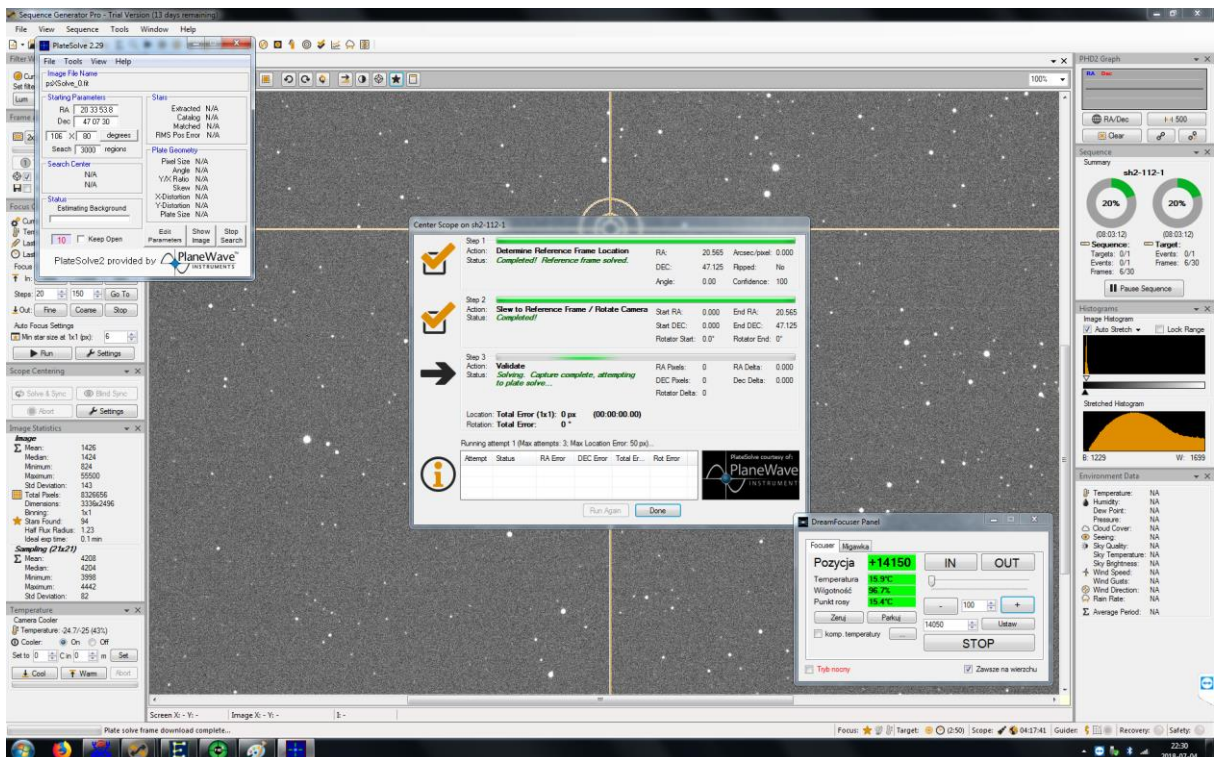 Sequence Generator Pro - Trial Version (13 days remaining)
File View Sequence Tools Window Help
PlateSolve 2.29
File Tools View Help
Image File Name
psXSolve_0.fit
Starting Parameters
RA 20 33 53.8
Dec 47 07 30
106 X 80 degrees
Seach 3000 regions
Search Center
N/A
N/A
Status
Estimating Background
10 Keep Open
Stars
Extracted N/A
Catalog N/A
Matched N/A
RMS Pos Error N/A
Plate Geometry
Pixel Size N/A
Angle N/A
Y/X Ratio N/A
Skew N/A
X-Distortion N/A
Y-Distortion N/A
Plate Size N/A
Edit Parameters
Show Image
Stop Search
PlateSolve2 provided by PlaneWave INSTRUMENTS
Set filte
Lum
Focus
Steps: 20 150 Go To
Out: Fine Coarse Stop
Auto Focus Settings
Min star size at 1x1 (px): 6
Run Settings
Scope Centering
Solve & Sync Blind Sync
Abort Settings
Image Statistics
Image
Mean: 1426
Median: 1424
Minimum: 824
Maximum: 55500
Std Deviation: 143
Total Pixels: 8326656
Dimensions: 3336x2496
Binning: 1x1
Stars Found: 94
Half Flux Radius: 1.23
Ideal exp time: 0.1 min
Sampling (21x21)
Mean: 4208
Median: 4204
Minimum: 3998
Maximum: 4442
Std Deviation: 82
Temperature
Camera Cooler
Temperature: -24.7/-25 (43%)
Cooler: On Off
Set to 0 C in 0 m Set
Cool Warm Abort
100%
Center Scope on sh2-112-1
Step 1
Action: Determine Reference Frame Location
Status: Completed! Reference frame solved.
RA: 20.565 Arcsec/pixel: 0.000
DEC: 47.125 Flipped: No
Angle: 0.00 Confidence: 100
Step 2
Action: Slew to Reference Frame / Rotate Camera
Status: Completed!
Start RA: 0.000 End RA: 20.565
Start DEC: 0.000 End DEC: 47.125
Rotator Start: 0.0° Rotator End: 0°
Step 3
Action: Validate
Status: Solving. Capture complete, attempting
to plate solve...
RA Pixels: 0 RA Delta: 0.000
DEC Pixels: 0 Dec Delta: 0.000
Rotator Delta: 0
Location: Total Error (1x1): 0 px (00:00:00.00)
Rotation: Total Error: 0 °
Running attempt 1 (Max attempts: 3; Max Location Error: 50 px)...
Attempt Status RA Error DEC Error Total Er... Rot Error
PlateSolve courtesy of:
PlaneWave
INSTRUMENT
Run Again Done
DreamFocuser Panel
Focuser Migawka
Pozycja +14150
Temperatura 15.9°C
Wilgotność 96.7%
Punkt rosy 15.4°C
Zeruj Parkuj
komp. temperatury ...
Tryb nocny
IN OUT
- 100 +
14050 Ustaw
STOP
Zawsze na wierzchu
PHD2 Graph
RA Dec
RA/Dec 500
Clear
Sequence
Summary
sh2-112-1
20% 20%
(08:03:12) (08:03:12)
Sequence: Target:
Targets: 0/1 Events: 0/1
Events: 0/1 Frames: 6/30
Frames: 6/30
Pause Sequence
Histograms
Image Histogram
Auto Stretch Lock Range
Stretched Histogram
B: 1229 W: 1699
Environment Data
Temperature: NA
Humidity: NA
Dew Point: NA
Pressure: NA
Cloud Cover: NA
Seeing: NA
Sky Quality: NA
Sky Temperature: NA
Sky Brightness: NA
Wind Speed: NA
Wind Gusts: NA
Wind Direction: NA
Rain Rate: NA
Average Period: NA
Screen X: - Y: - Image X: - Y: - I: -
Plate solve frame download complete...
Focus: Target: (2:50) Scope: 04:17:41 Guider: Recovery: Safety:
22:30
2018-07-04